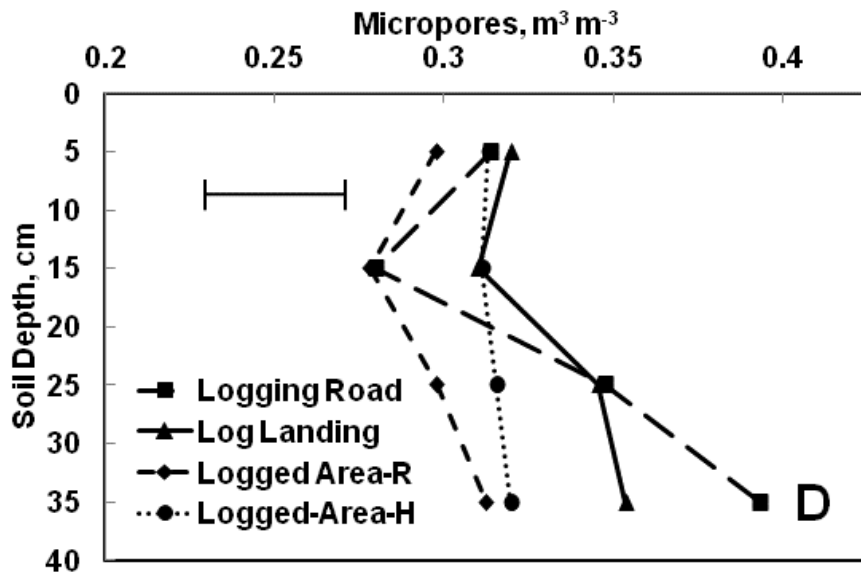 Micropores, m³ m⁻³
0.2 0.25 0.3 0.35 0.4
Soil Depth, cm
0
5
10
15
20
25
30
35
40
Logging Road
Log Landing
Logged Area-R
Logged-Area-H
D